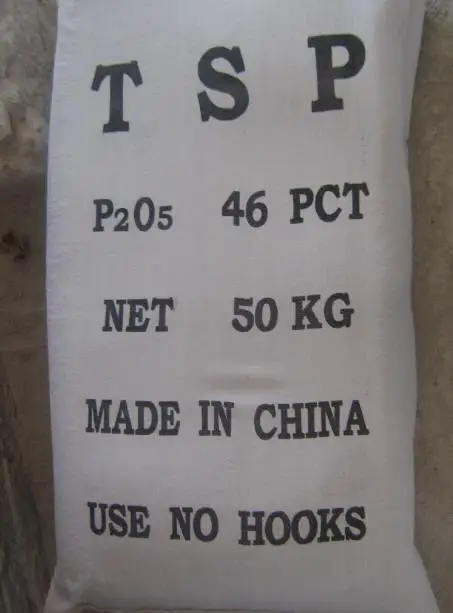 TSP
P2O5 46 PCT
NET 50 KG
MADE IN CHINA
USE NO HOOKS